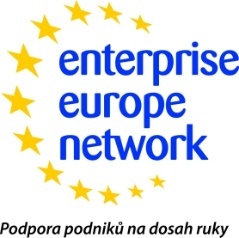 enterprise
europe
network
Podpora podniků na dosah ruky